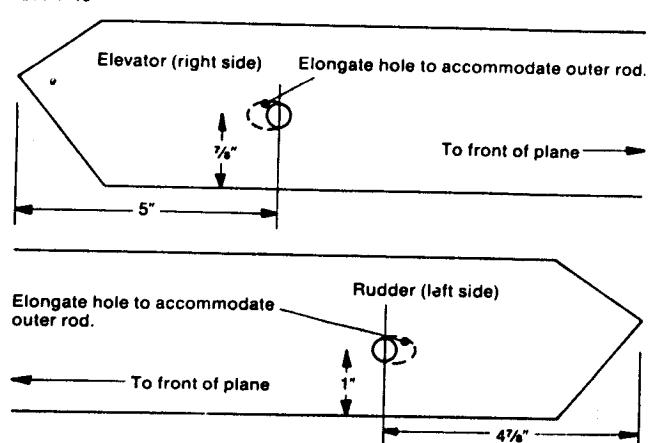 Elevator (right side)
Elongate hole to accommodate outer rod.
⅞"
To front of plane
5"
Rudder (left side)
Elongate hole to accommodate
outer rod.
1"
To front of plane
4⅞"